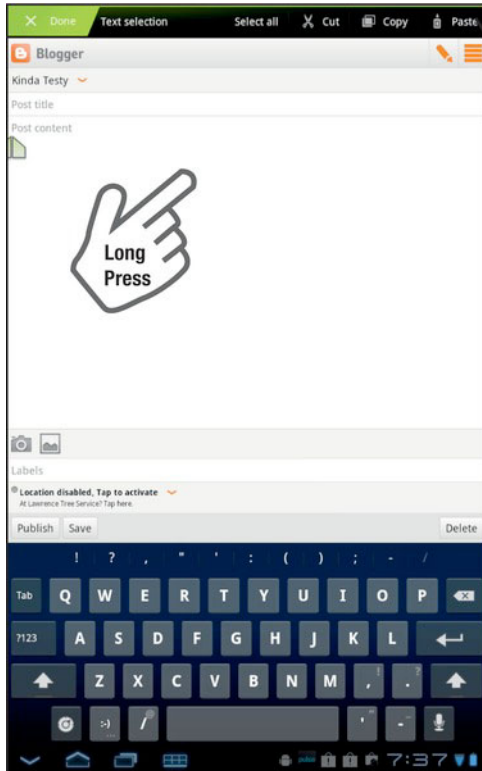 Done Text selection Select all Cut Copy Paste
Blogger
Kinda Testy
Post title
Post content
Long
Press
Labels
Location disabled, Tap to activate
At Lawrence Tree Service? Tap here.
Publish Save Delete
! ? , " ' : ( ) ; - /
Tab Q W E R T Y U I O P
?123 A S D F G H J K L
Z X C V B N M , ! . ?
:-) / ' " - _
7:37